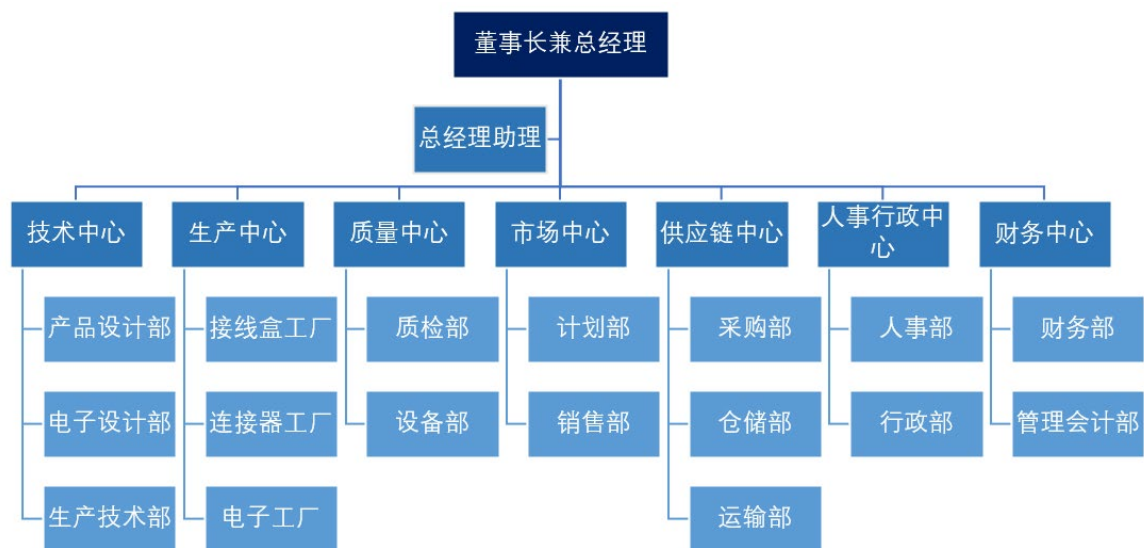 董事长兼总经理
总经理助理
技术中心
生产中心
质量中心
市场中心
供应链中心
人事行政中
心
财务中心
产品设计部
接线盒工厂
质检部
计划部
采购部
人事部
财务部
电子设计部
连接器工厂
设备部
销售部
仓储部
行政部
管理会计部
生产技术部
电子工厂
运输部